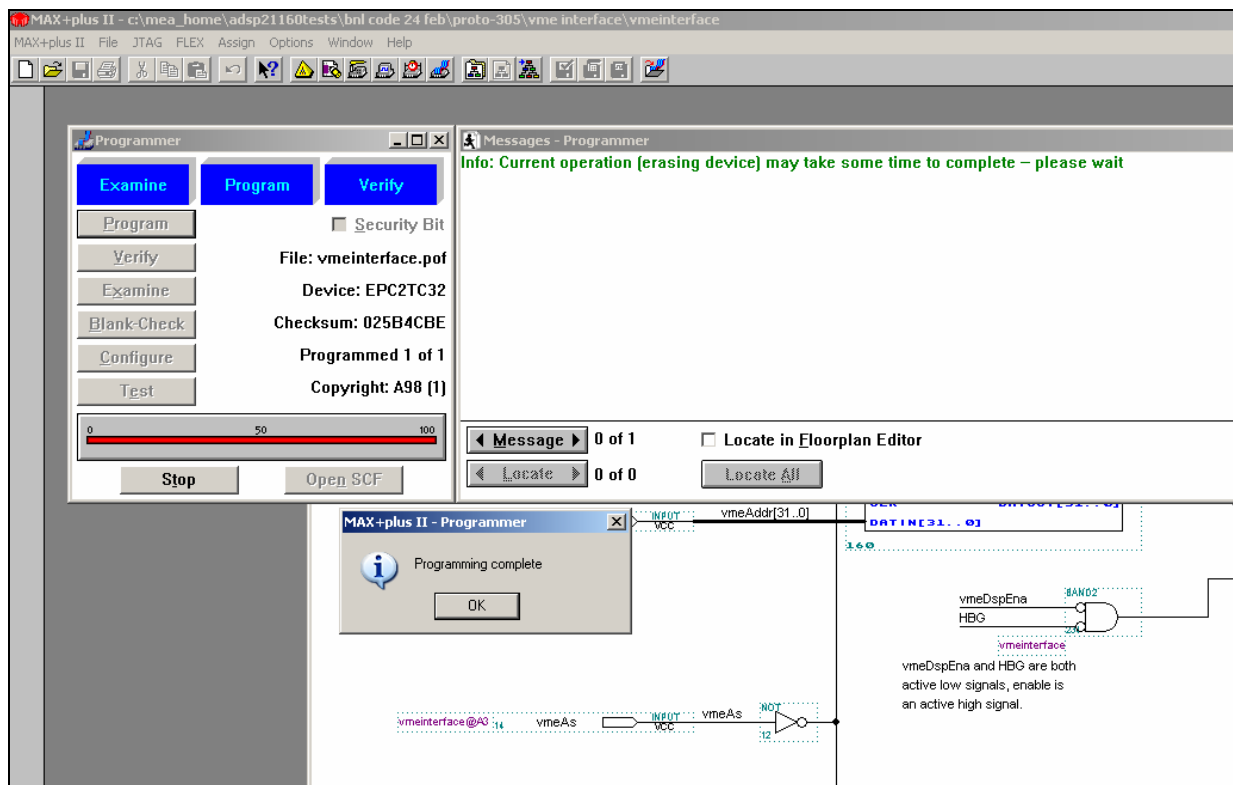 MAX+plus II - c:\mea_home\adsp21160tests\bnl code 24 feb\proto-305\vme interface\vmeinterface
MAX+plus II File JTAG FLEX Assign Options Window Help
Programmer
Examine Program Verify
Program Security Bit
Verify File: vmeinterface.pof
Examine Device: EPC2TC32
Blank-Check Checksum: 025B4CBE
Configure Programmed 1 of 1
Test Copyright: A98 (1)
0 50 100
Stop Open SCF
Messages - Programmer
Info: Current operation (erasing device) may take some time to complete – please wait
Message 0 of 1 Locate in Floorplan Editor
Locate 0 of 0 Locate All
MAX+plus II - Programmer
Programming complete
OK
INPUT vmeAddr[31..0]
VCC
DATIN[31..0]
160
vmeDspEna BAND2
HBG
vmeinterface
vmeDspEna and HBG are both
active low signals, enable is
an active high signal.
vmeinterface@A3 14 vmeAs INPUT vmeAs NOT
VCC 12